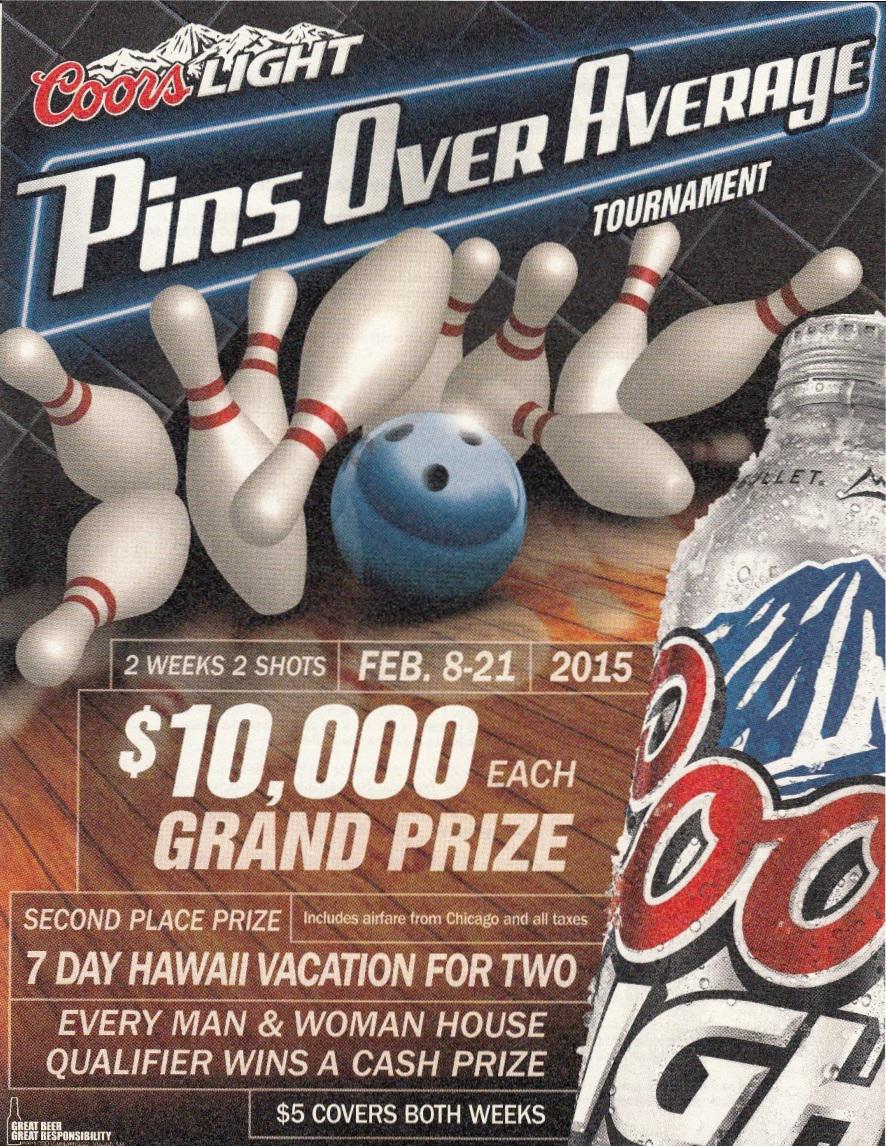 Coors LIGHT
Pins Over Average
TOURNAMENT
2 WEEKS 2 SHOTS
FEB. 8-21
2015
$10,000 EACH
GRAND PRIZE
SECOND PLACE PRIZE
Includes airfare from Chicago and all taxes
7 DAY HAWAII VACATION FOR TWO
EVERY MAN & WOMAN HOUSE
QUALIFIER WINS A CASH PRIZE
$5 COVERS BOTH WEEKS
GREAT BEER
GREAT RESPONSIBILITY